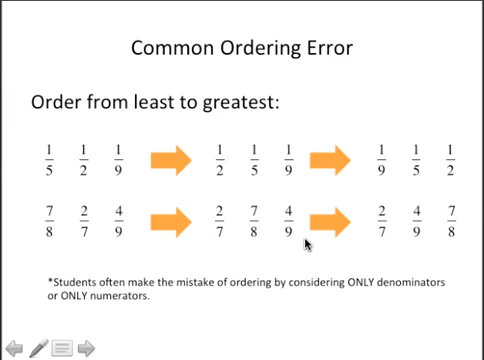 Common Ordering Error
Order from least to greatest:
1/5 1/2 1/9 1/2 1/5 1/9 1/9 1/5 1/2
7/8 2/7 4/9 2/7 7/8 4/9 2/7 4/9 7/8
*Students often make the mistake of ordering by considering ONLY denominators
or ONLY numerators.